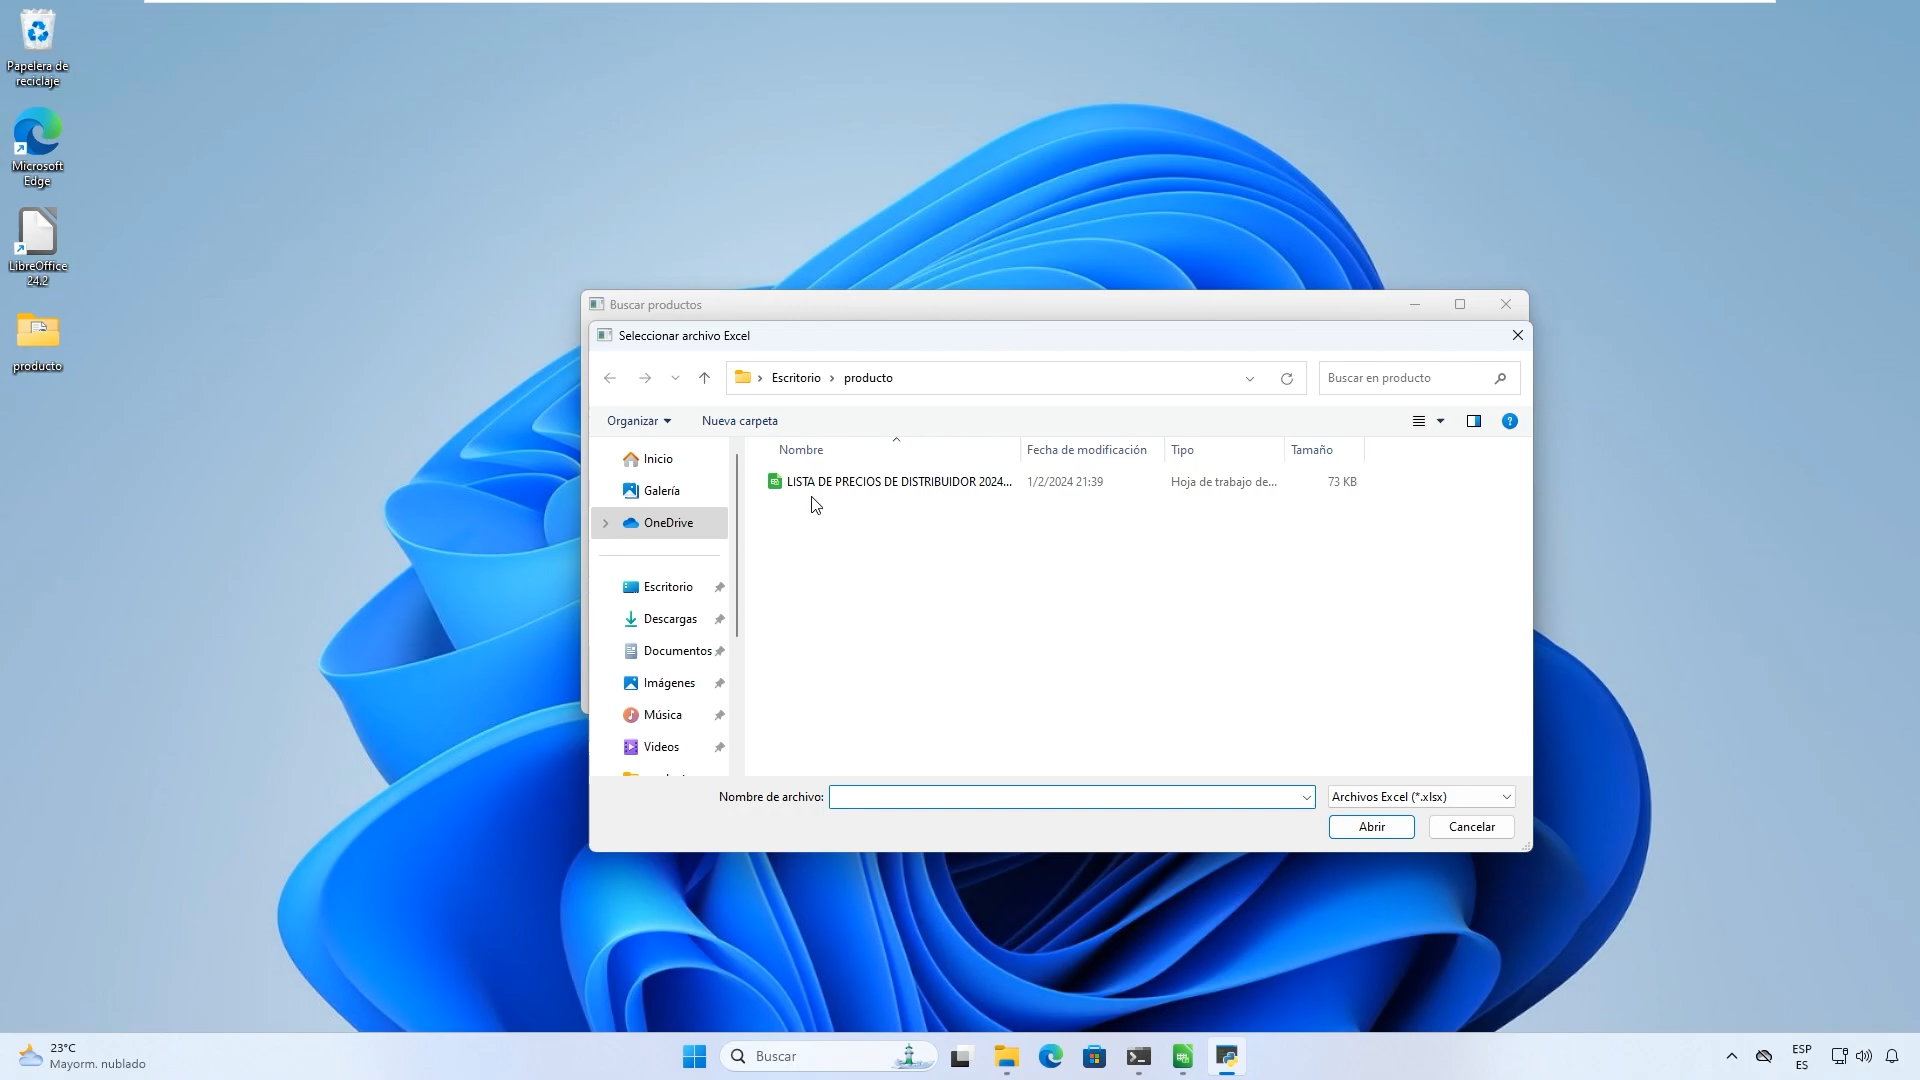 Papelera de
reciclaje
Microsoft
Edge
LibreOffice
24.2
producto
Buscar productos
Seleccionar archivo Excel
Escritorio
producto
Buscar en producto
Organizar
Nueva carpeta
Inicio
Galería
OneDrive
Escritorio
Descargas
Documentos
Imágenes
Música
Videos
Nombre
Fecha de modificación
Tipo
Tamaño
LISTA DE PRECIOS DE DISTRIBUIDOR 2024...
1/2/2024 21:39
Hoja de trabajo de...
73 KB
Nombre de archivo:
Archivos Excel (*.xlsx)
Abrir
Cancelar
23°C
Mayorm. nublado
Buscar
ESP
ES